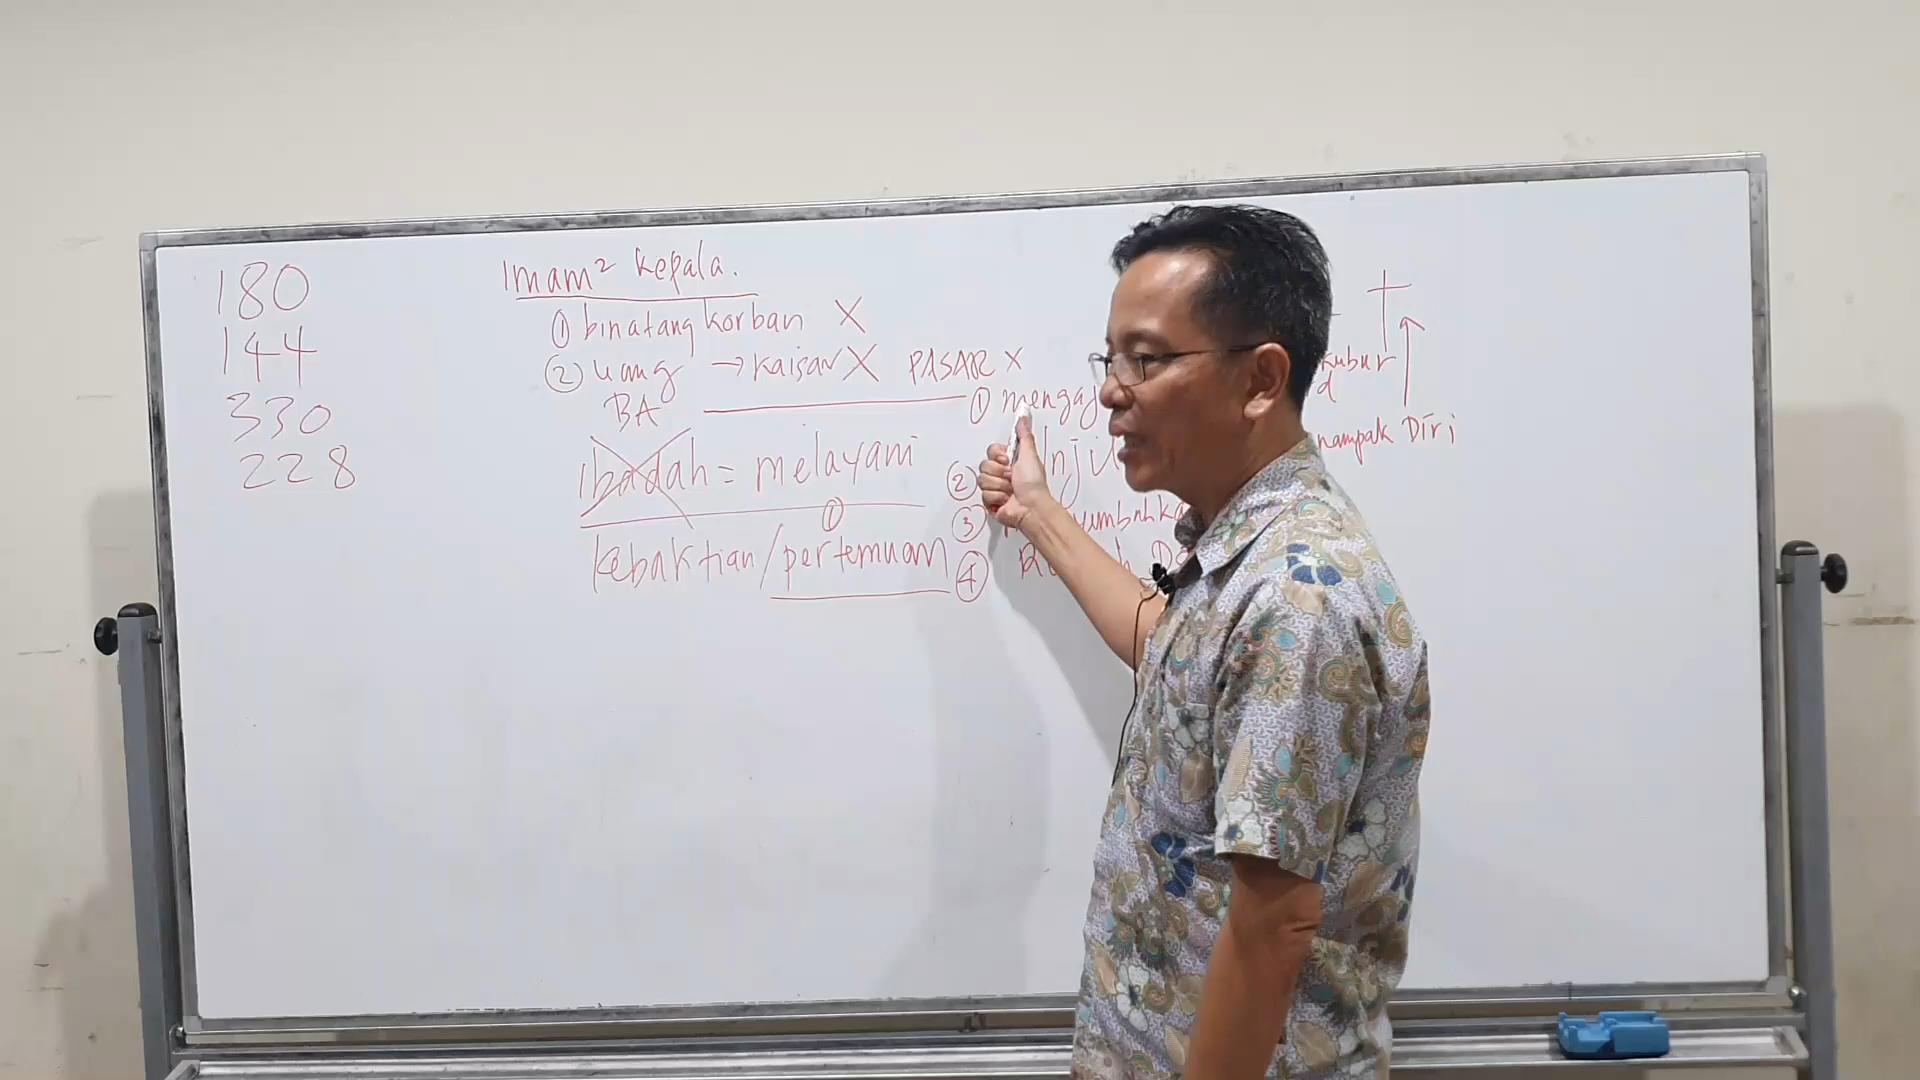 180
144
330
228
Imam² kepala.
① binatang korban X
② uang → kaisar X PASAR X
BA
Ibadah = melayani
①
kebaktian/pertemuan
① mengaj
② Injil
③
④
kubur
d
nampak Diri